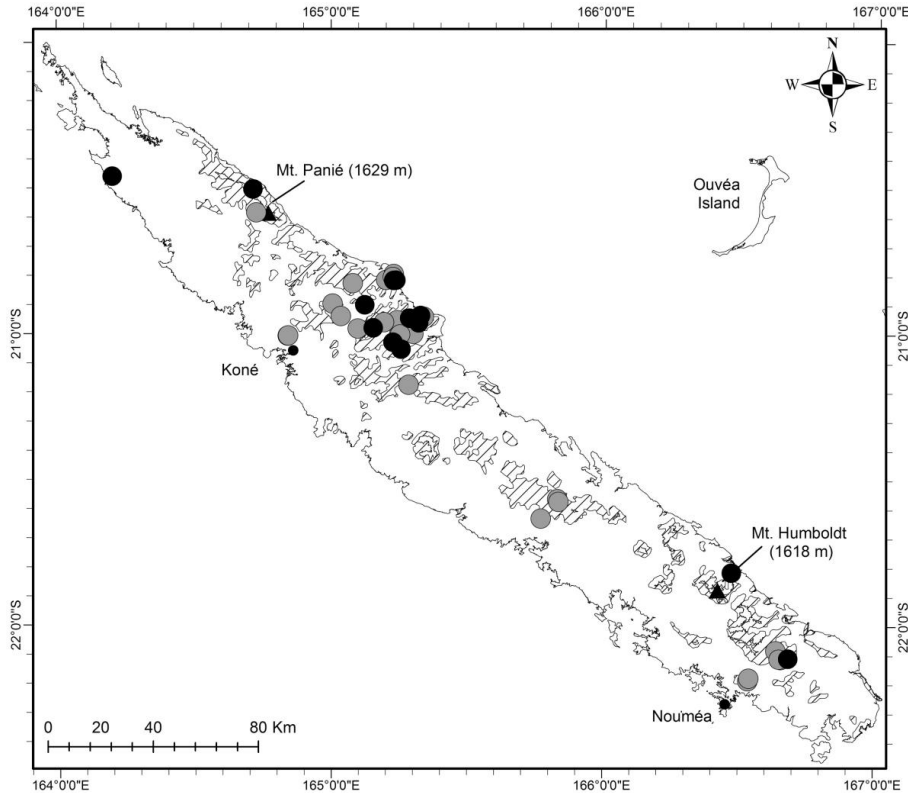 164°0'0"E
165°0'0"E
166°0'0"E
167°0'0"E
N
W
E
S
Mt. Panié (1629 m)
Ouvéa
Island
21°0'0"S
21°0'0"S
Koné
Mt. Humboldt
(1618 m)
22°0'0"S
22°0'0"S
Nouméa
0 20 40 80 Km
164°0'0"E
165°0'0"E
166°0'0"E
167°0'0"E